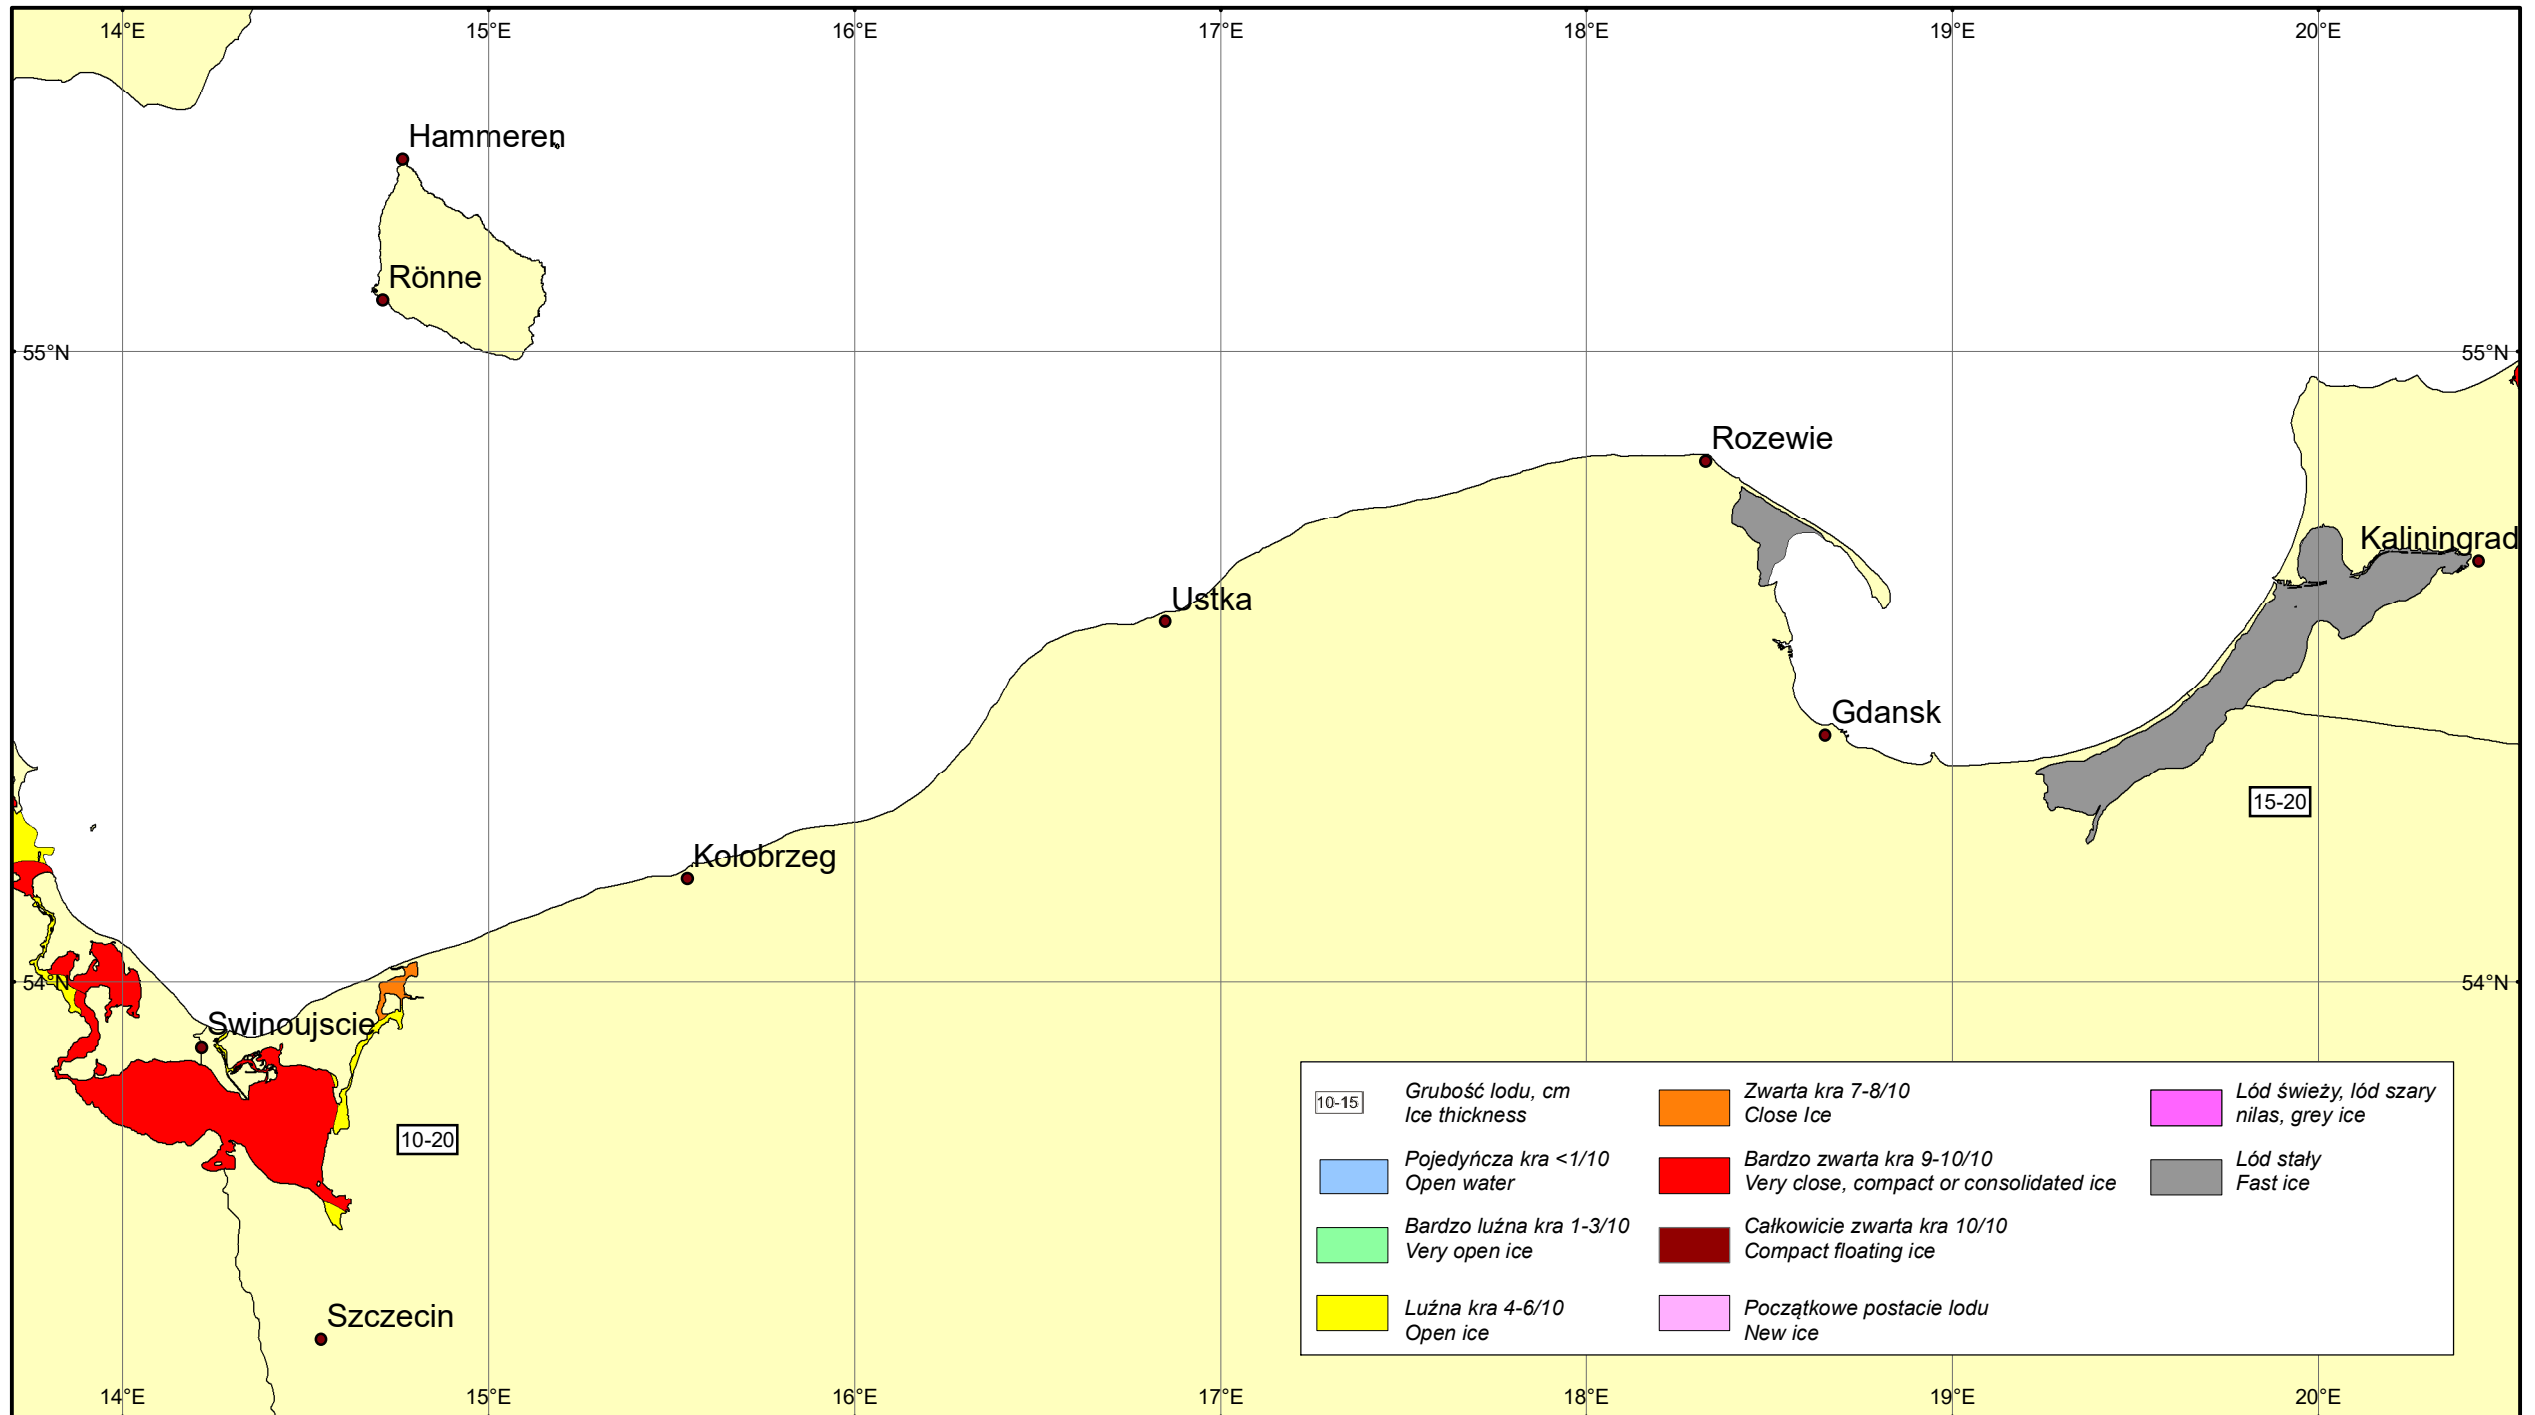 14°E 15°E 16°E 17°E 18°E 19°E 20°E
Hammeren
Rönne
55°N 55°N
Rozewie
Kaliningrad
Ustka
Gdansk
15-20
Kolobrzeg
54°N 54°N
Swinoujscie
10-20
Szczecin
10-15
Grubość lodu, cm
Ice thickness
Pojedyńcza kra <1/10
Open water
Bardzo luźna kra 1-3/10
Very open ice
Luźna kra 4-6/10
Open ice
Zwarta kra 7-8/10
Close Ice
Bardzo zwarta kra 9-10/10
Very close, compact or consolidated ice
Całkowicie zwarta kra 10/10
Compact floating ice
Początkowe postacie lodu
New ice
Lód świeży, lód szary
nilas, grey ice
Lód stały
Fast ice
14°E 15°E 16°E 17°E 18°E 19°E 20°E